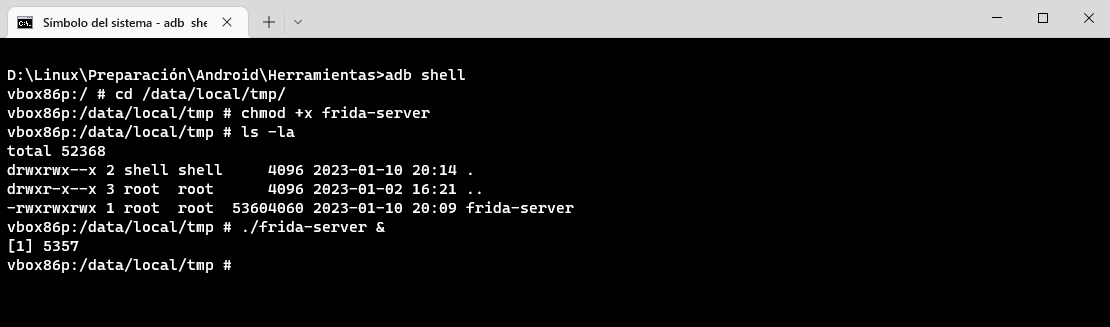 Símbolo del sistema - adb she
D:\Linux\Preparación\Android\Herramientas>adb shell
vbox86p:/ # cd /data/local/tmp/
vbox86p:/data/local/tmp # chmod +x frida-server
vbox86p:/data/local/tmp # ls -la
total 52368
drwxrwx--x 2 shell shell     4096 2023-01-10 20:14 .
drwxr-x--x 3 root  root      4096 2023-01-02 16:21 ..
-rwxrwxrwx 1 root  root  53604060 2023-01-10 20:09 frida-server
vbox86p:/data/local/tmp # ./frida-server &
[1] 5357
vbox86p:/data/local/tmp #